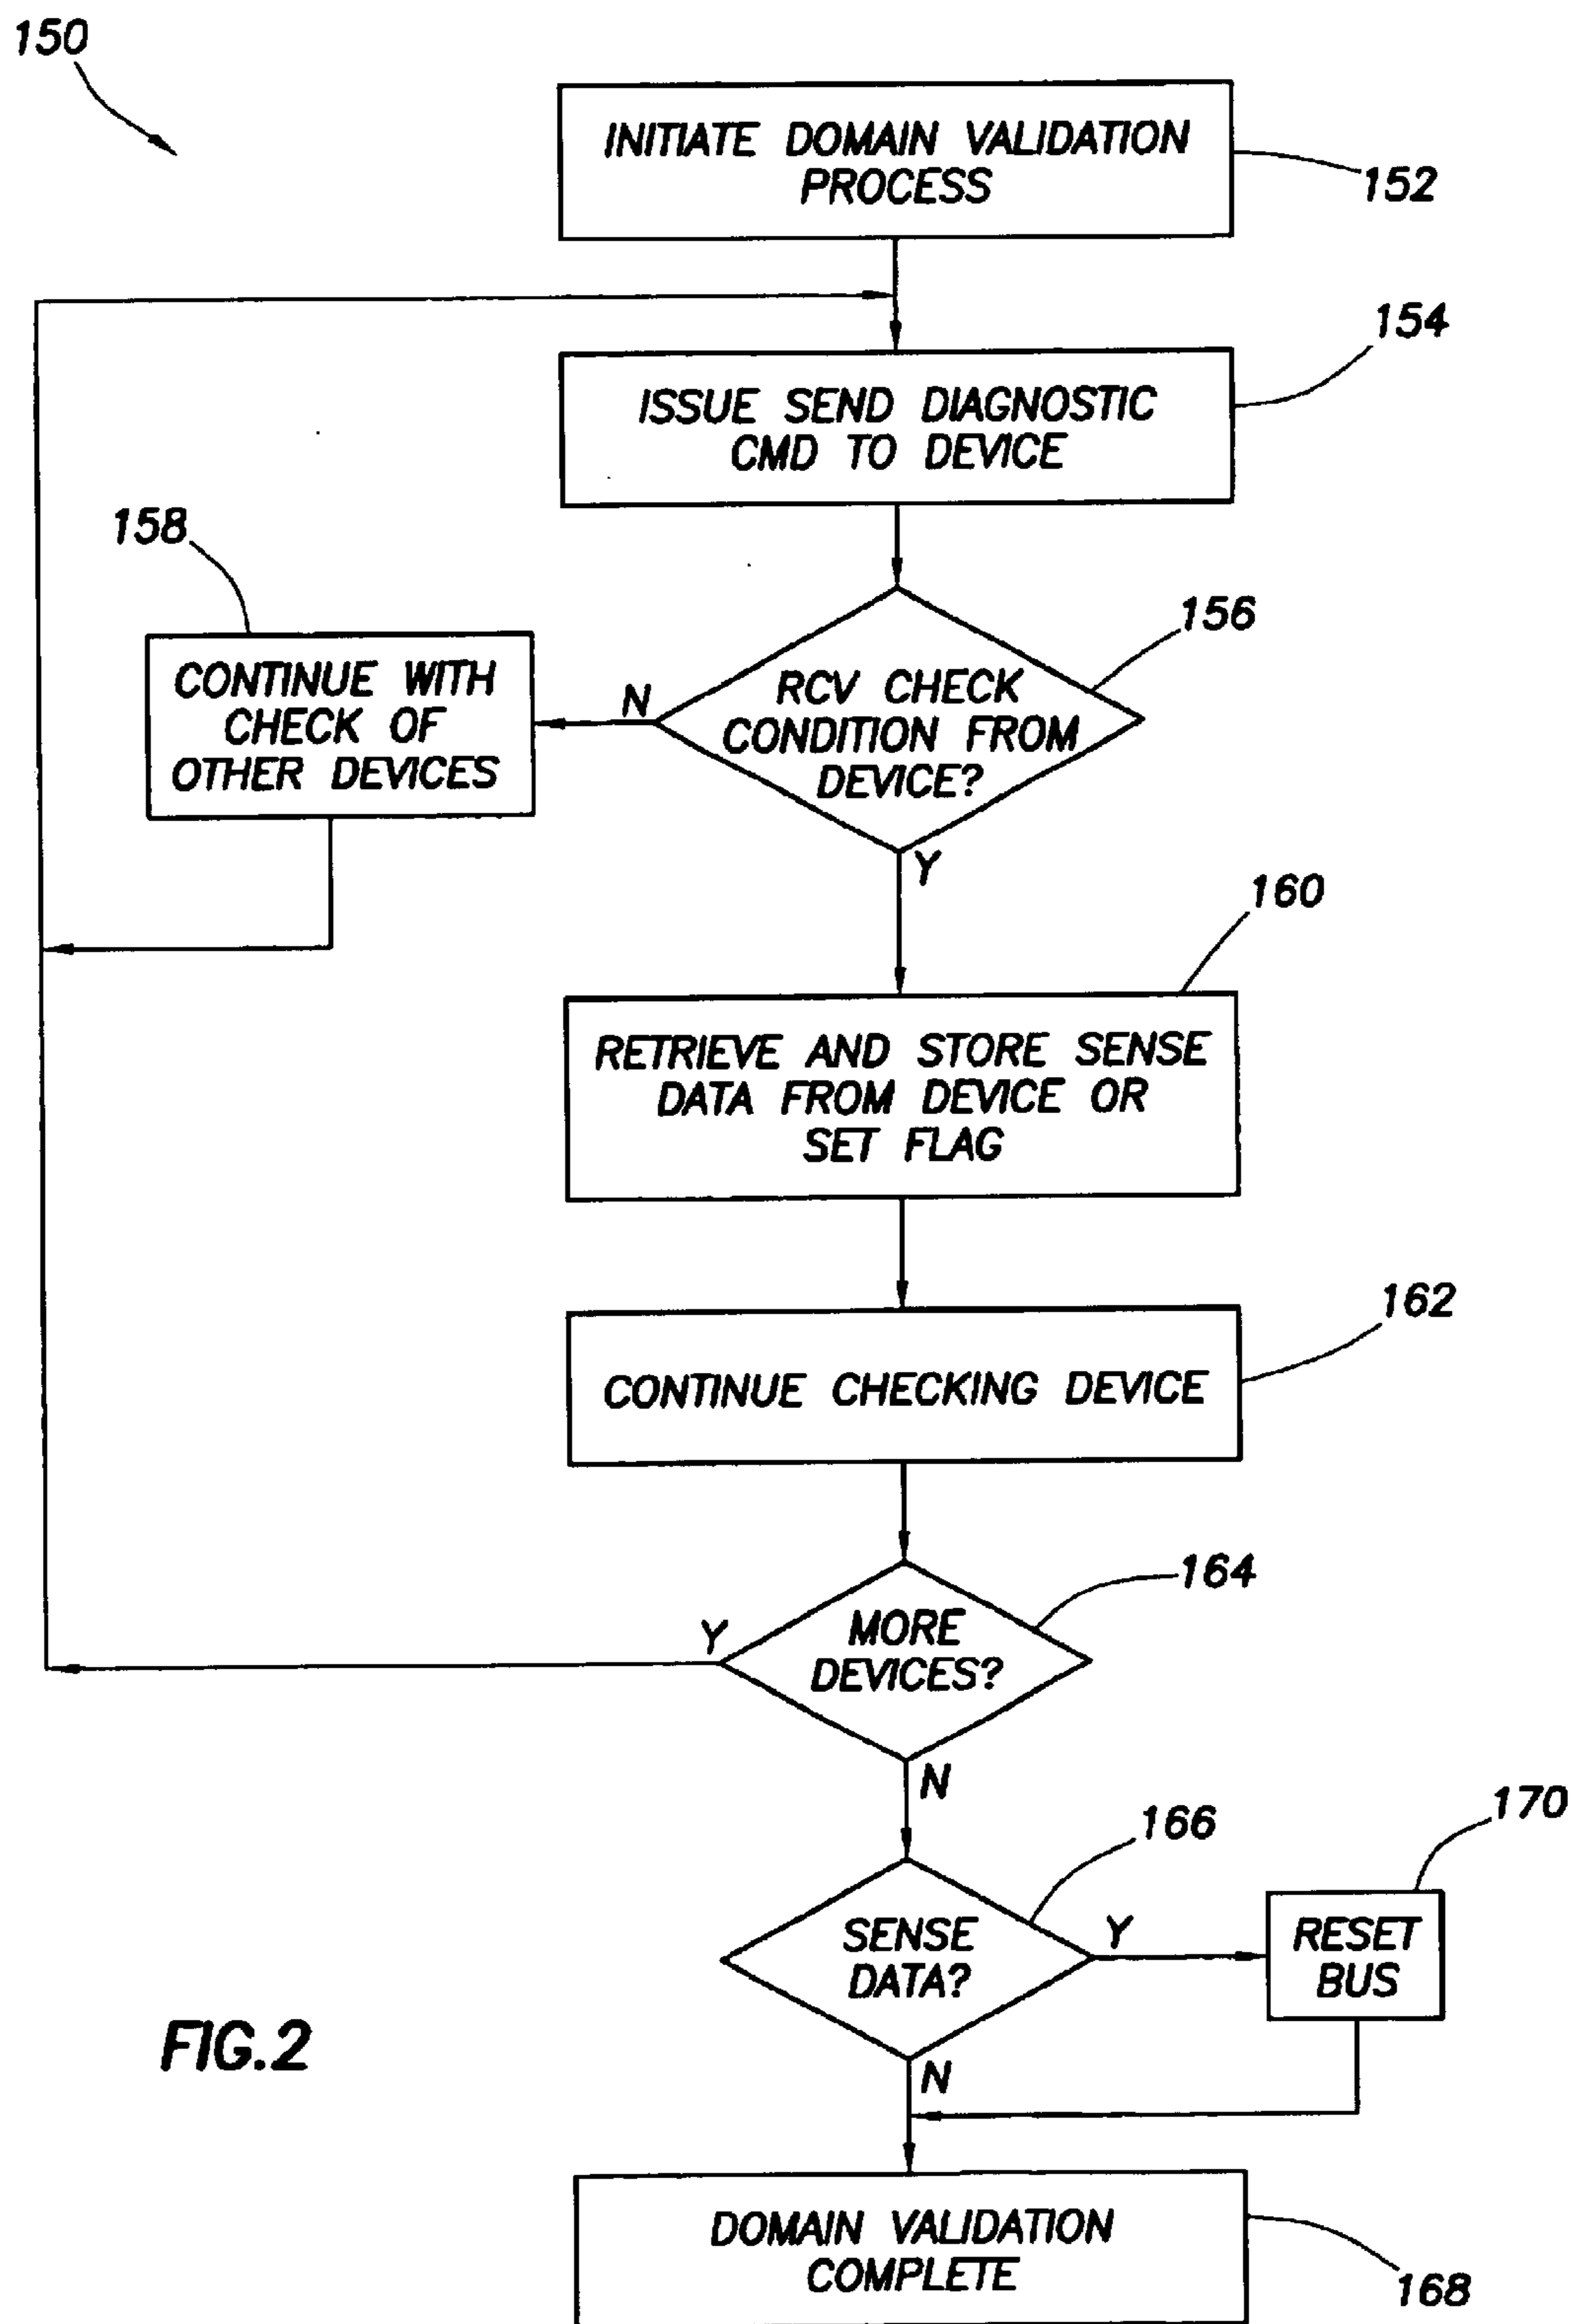 150
INITIATE DOMAIN VALIDATION
PROCESS
152
154
ISSUE SEND DIAGNOSTIC
CMD TO DEVICE
158
156
CONTINUE WITH
CHECK OF
OTHER DEVICES
N
RCV CHECK
CONDITION FROM
DEVICE?
Y
160
RETRIEVE AND STORE SENSE
DATA FROM DEVICE OR
SET FLAG
162
CONTINUE CHECKING DEVICE
164
Y
MORE
DEVICES?
N
166
170
SENSE
DATA?
Y
RESET
BUS
FIG.2
N
DOMAIN VALIDATION
COMPLETE
168